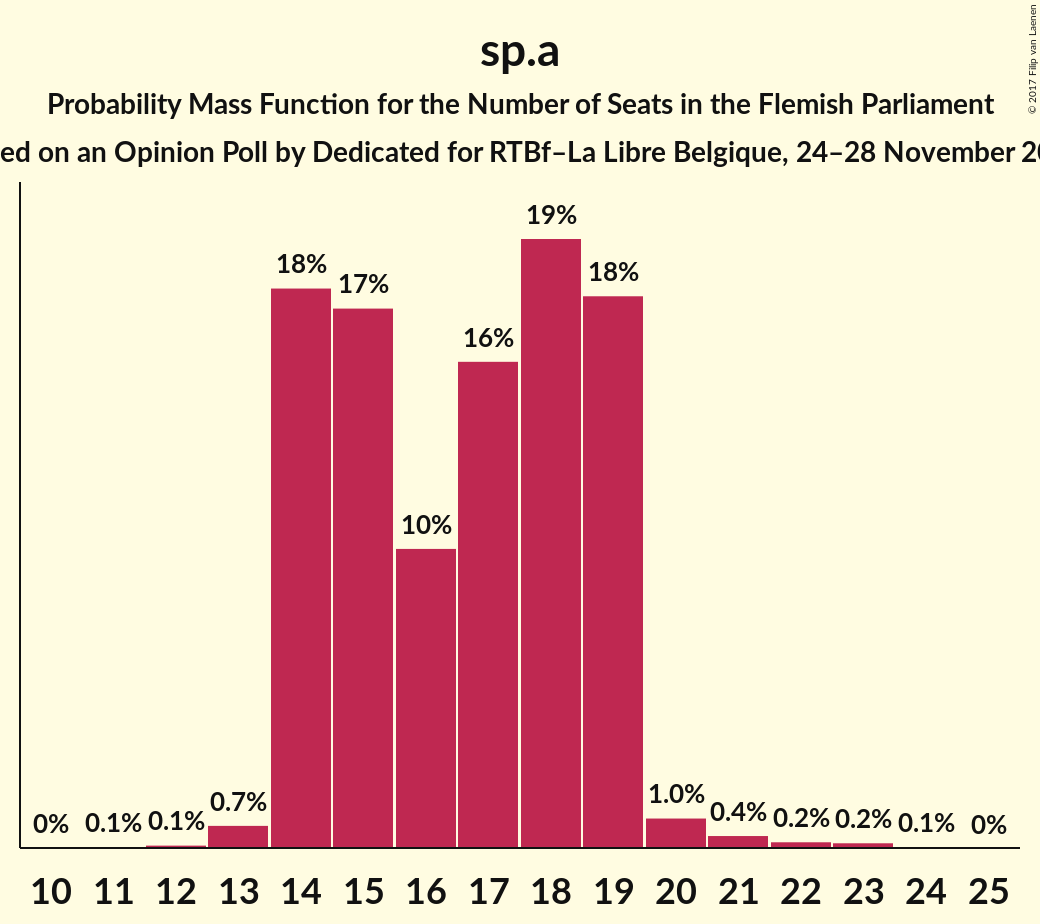 sp.a
Probability Mass Function for the Number of Seats in the Flemish Parliament
on an Opinion Poll by Dedicated for RTBf–La Libre Belgique, 24–28 November
© 2017 Filip van Laenen
19%
18%
18%
17%
16%
10%
0% 0.1% 0.1% 0.7% 1.0% 0.4% 0.2% 0.2% 0.1% 0%
10 11 12 13 14 15 16 17 18 19 20 21 22 23 24 25